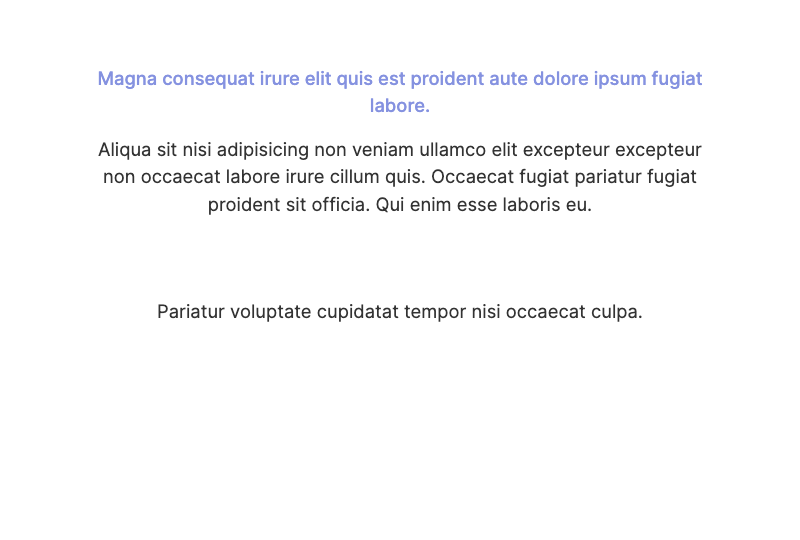 Magna consequat irure elit quis est proident aute dolore ipsum fugiat
labore.
Aliqua sit nisi adipisicing non veniam ullamco elit excepteur excepteur
non occaecat labore irure cillum quis. Occaecat fugiat pariatur fugiat
proident sit officia. Qui enim esse laboris eu.
Pariatur voluptate cupidatat tempor nisi occaecat culpa.